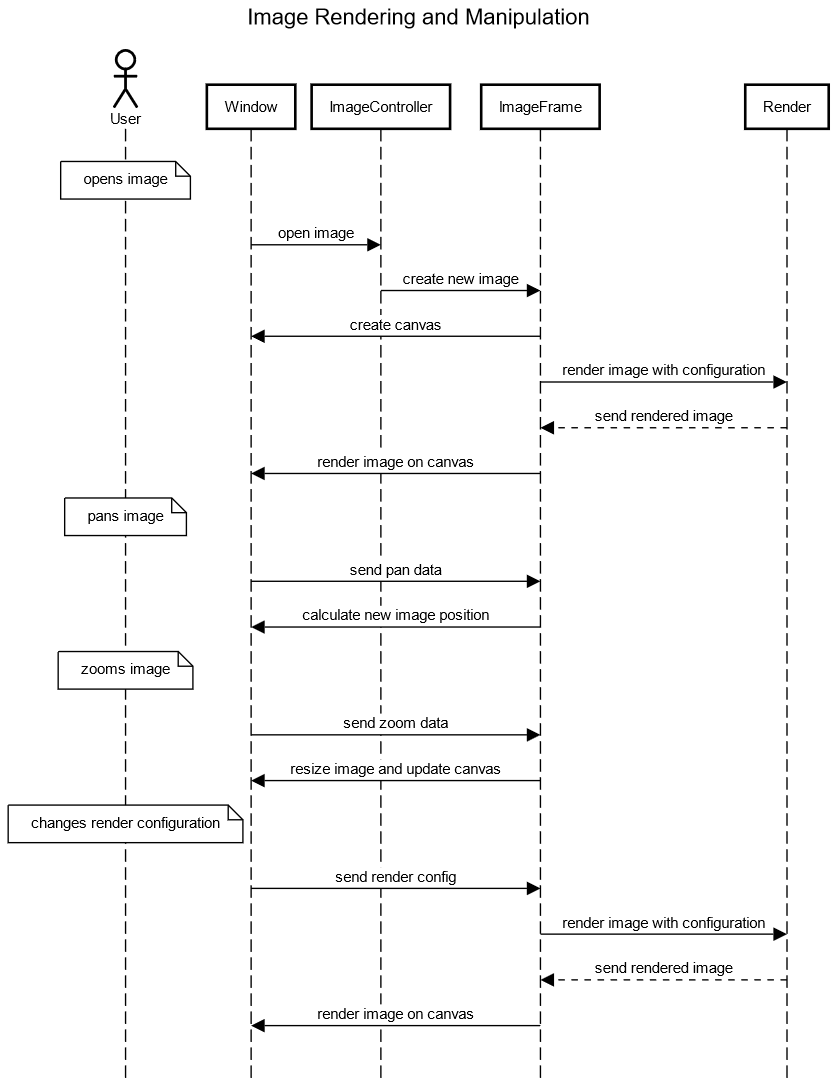 Image Rendering and Manipulation
User
Window
ImageController
ImageFrame
Render
opens image
open image
create new image
create canvas
render image with configuration
send rendered image
render image on canvas
pans image
send pan data
calculate new image position
zooms image
send zoom data
resize image and update canvas
changes render configuration
send render config
render image with configuration
send rendered image
render image on canvas